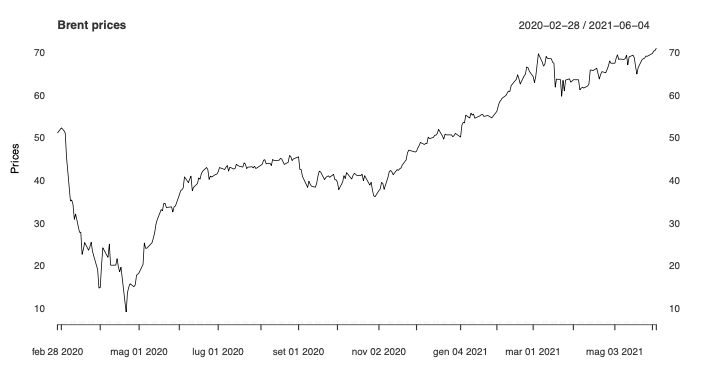 Brent prices 2020−02−28 / 2021−06−04
70 70
60 60
50 50
Prices
40 40
30 30
20 20
10 10
feb 28 2020 mag 01 2020 lug 01 2020 set 01 2020 nov 02 2020 gen 04 2021 mar 01 2021 mag 03 2021